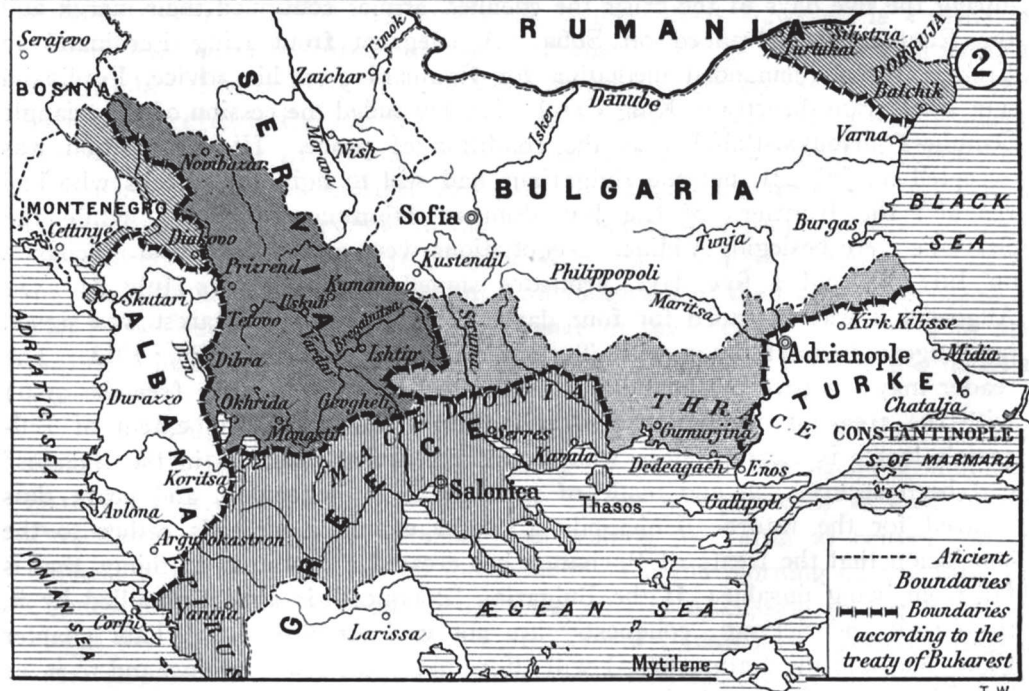 RUMANIA
Serajevo
Timok
Silistria
Turtukai
DOBRUJA
2
Zaichar
BOSNIA
Danube
Baltchik
SERVIA
Isker
Morava
Varna
Nish
Novibazar
BULGARIA
BLACK
SEA
MONTENEGRO
Sofia
Cettinye
Burgas
Diakovo
Tunja
Kustendil
Prizrend
Philippopoli
Kumanovo
Skutari
Uskub
Maritsa
Kirk Kilisse
Tetovo
Bregalnitza
Struma
ADRIATIC SEA
ALBANIA
Drin
Vardar
Ishtip
Adrianople
Midia
Dibra
TURKEY
Durazzo
Okhrida
Gevgheli
Chatalja
THRACE
MACEDONIA
Monastir
Serres
Gumurjina
CONSTANTINOPLE
Kavala
Dedeagach
Enos
S. OF MARMARA
Koritsa
Salonica
Gallipoli
Avlona
Thasos
GREECE
Argyrokastron
Ancient
Boundaries
EPIRUS
IONIAN SEA
Yanina
ÆGEAN SEA
Boundaries
Corfu
according to the
Larissa
treaty of Bukarest
Mytilene
T. W.